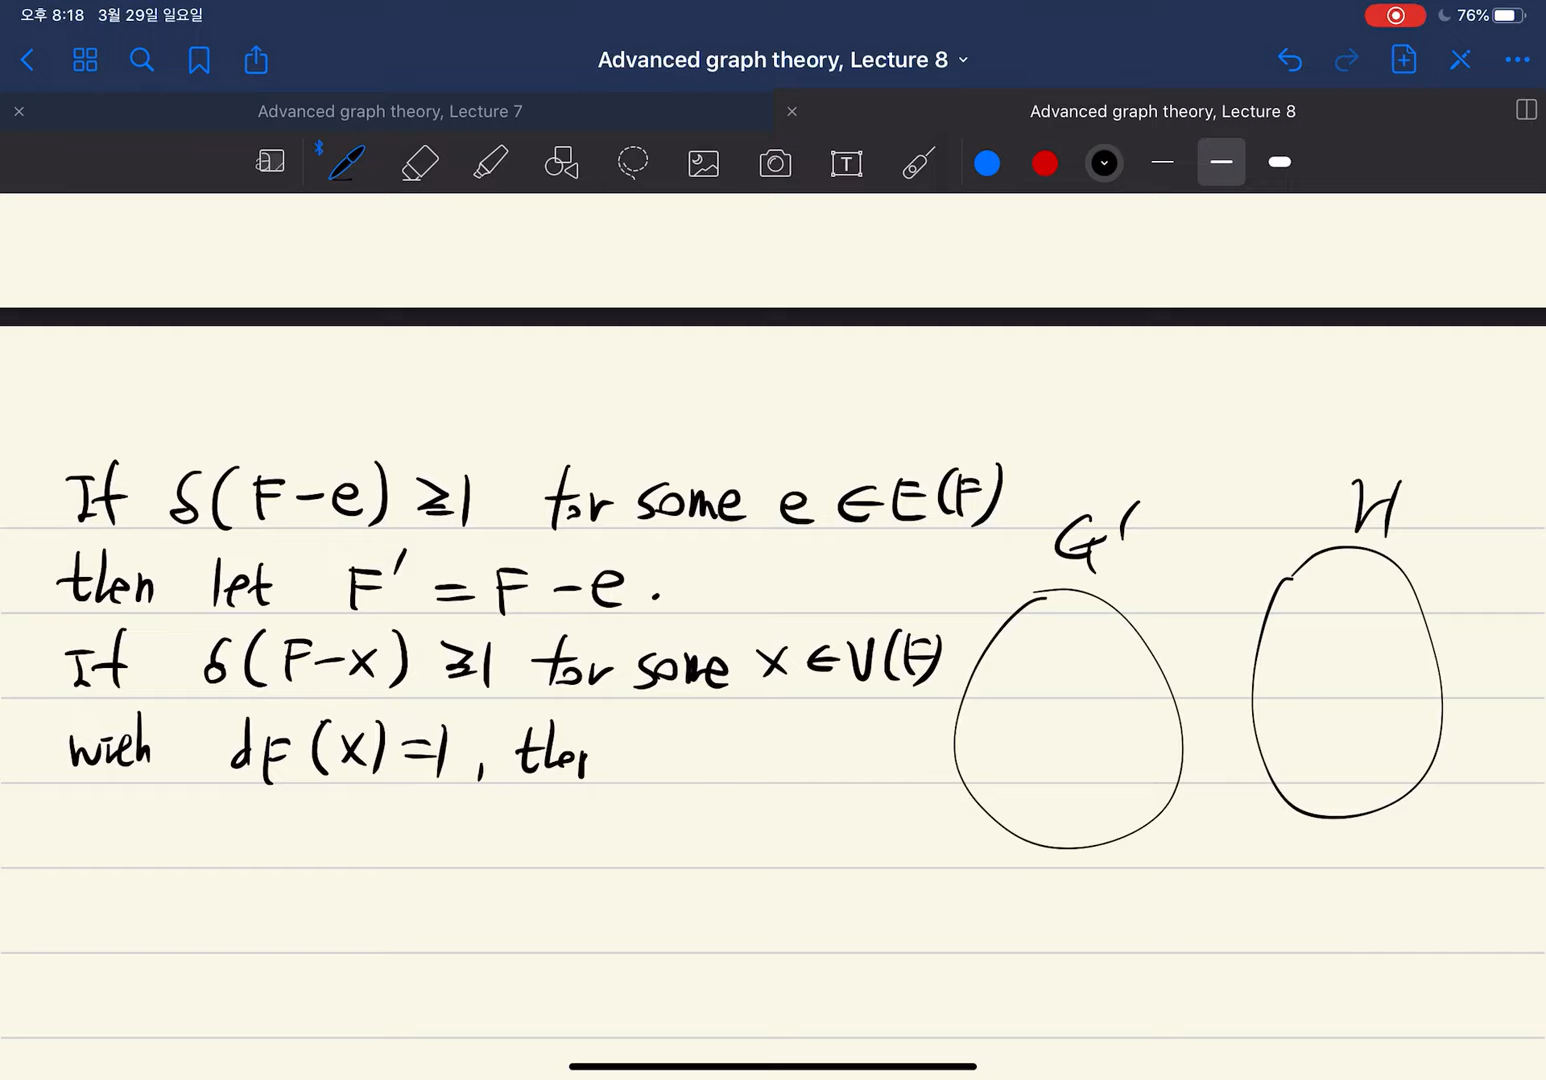 오후 8:18 3월 29일 일요일
76%
Advanced graph theory, Lecture 8
Advanced graph theory, Lecture 7
Advanced graph theory, Lecture 8
T
If δ(F-e) ≥1 for some e ∈E(F)
then let F' = F -e .
If δ(F-x) ≥1 for some x ∈V(F)
with dF (x) =1 , then
G'
H